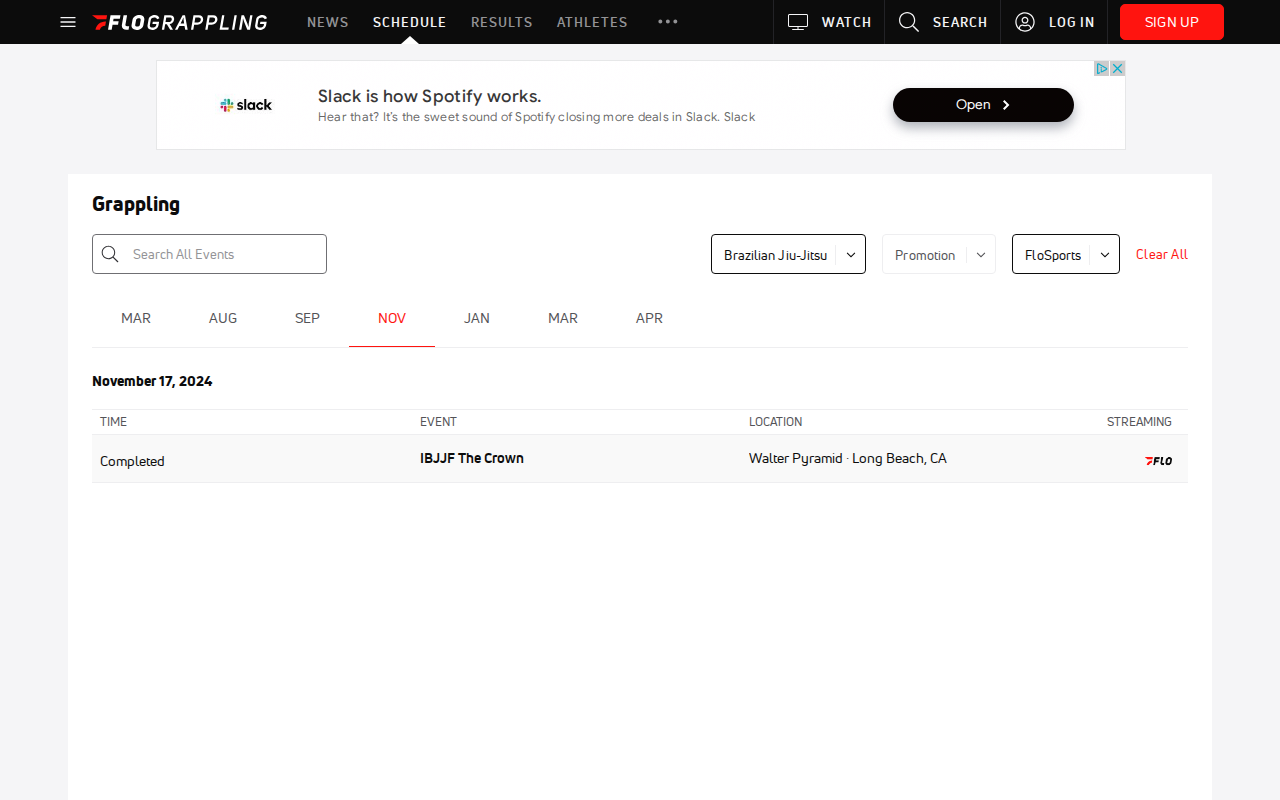 FLOGRAPPLING NEWS SCHEDULE RESULTS ATHLETES WATCH SEARCH LOG IN SIGN UP
slack
Slack is how Spotify works.
Hear that? It's the sweet sound of Spotify closing more deals in Slack. Slack
Open
Grappling
Search All Events
Brazilian Jiu-Jitsu
Promotion
FloSports
Clear All
MAR AUG SEP NOV JAN MAR APR
November 17, 2024
TIME EVENT LOCATION STREAMING
Completed IBJJF The Crown Walter Pyramid · Long Beach, CA FLO